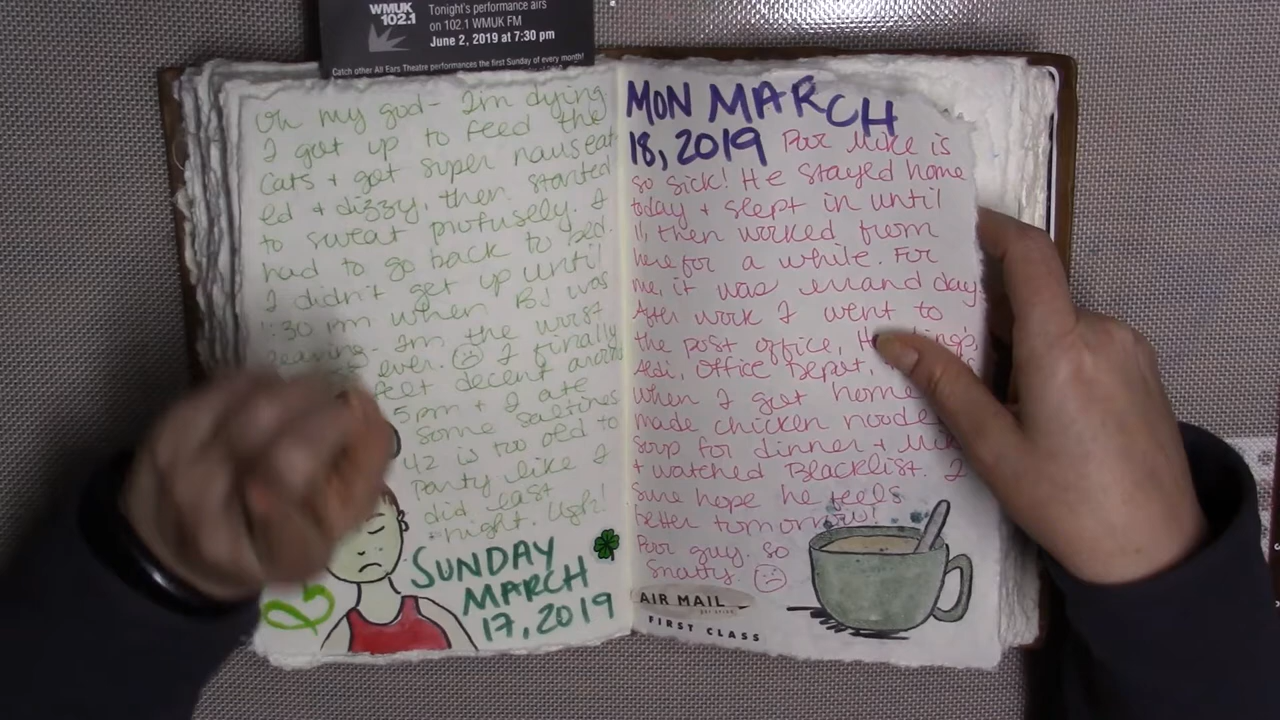 WMUK
102.1
Tonight's performance airs
on 102.1 WMUK FM
June 2, 2019 at 7:30 pm
Catch other All Ears Theatre performances the first Sunday of every month!
Oh my god- I'm dying
I got up to feed the
cats + got super nauseat
ed + dizzy, then started
to sweat profusely. I
had to go back to bed.
I didn't get up until
1:30 pm when BJ was
leaving. I'm the worst
ever. I finally
felt decent around
5pm + I ate
some saltines
42 is too old to
party like I
did last
night. Ugh!
SUNDAY
MARCH
17, 2019
MON MARCH
18, 2019 Poor Mike is
so sick! He stayed home
today + slept in until
11, then worked from
here for a while. For
me, it was errand day
After work I went to
the post office,
Aldi, Office Depot,
when I got home
made chicken noodle
soup for dinner +
+ watched Blacklist. I
sure hope he feels
better tomorrow!
Poor guy. So
Snotty.
AIR MAIL
par avion
FIRST CLASS